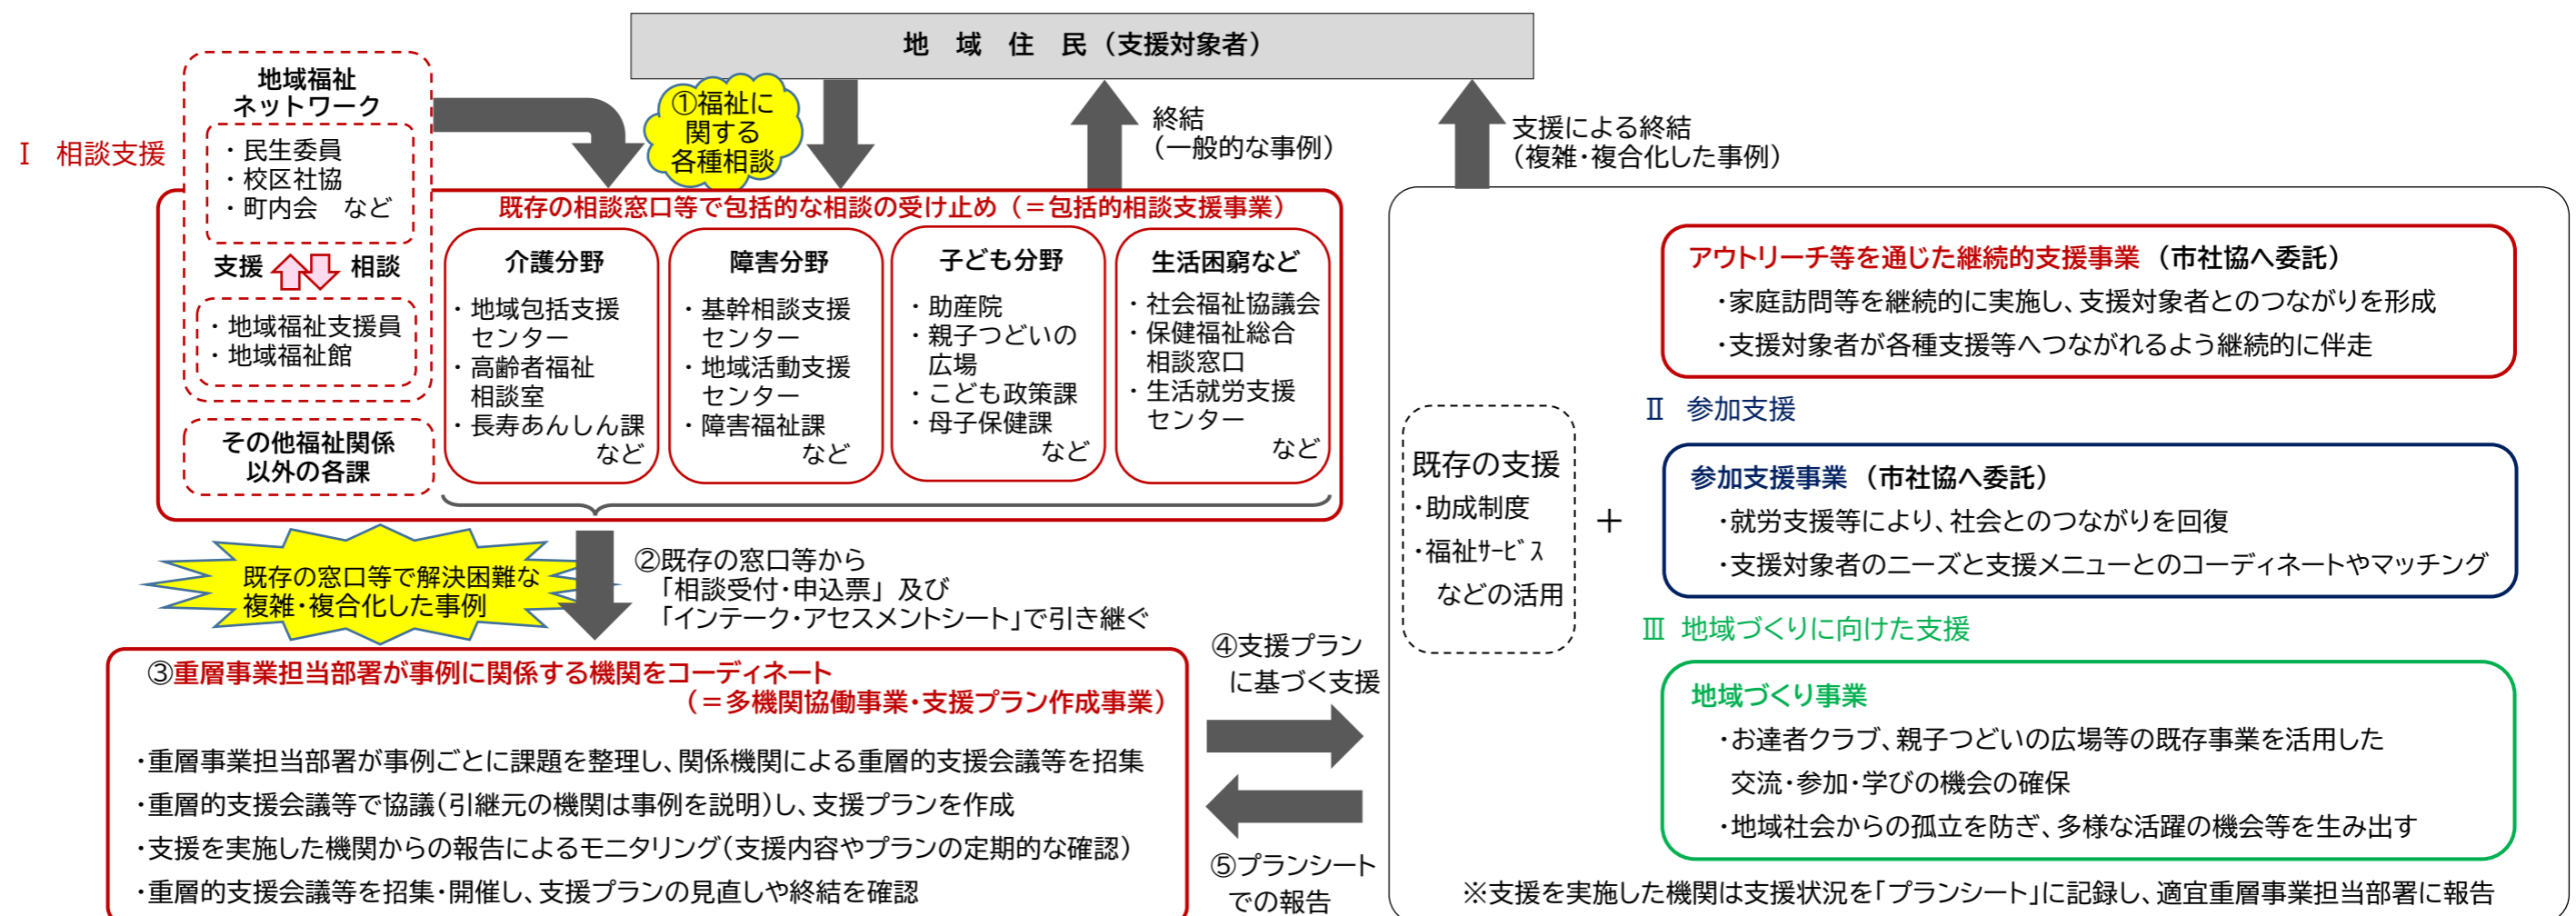 地 域 住 民（支援対象者）
Ⅰ 相談支援
地域福祉
ネットワーク
・民生委員
・校区社協
・町内会 など
支援
相談
・地域福祉支援員
・地域福祉館
その他福祉関係
以外の各課
①福祉に
関する
各種相談
終結
（一般的な事例）
支援による終結
（複雑・複合化した事例）
既存の相談窓口等で包括的な相談の受け止め（＝包括的相談支援事業）
介護分野
・地域包括支援
センター
・高齢者福祉
相談室
・長寿あんしん課
など
障害分野
・基幹相談支援
センター
・地域活動支援
センター
・障害福祉課
など
子ども分野
・助産院
・親子つどいの
広場
・こども政策課
・母子保健課
など
生活困窮など
・社会福祉協議会
・保健福祉総合
相談窓口
・生活就労支援
センター
など
既存の窓口等で解決困難な
複雑・複合化した事例
②既存の窓口等から
「相談受付・申込票」及び
「インテーク・アセスメントシート」で引き継ぐ
③重層事業担当部署が事例に関係する機関をコーディネート
（＝多機関協働事業・支援プラン作成事業）
・重層事業担当部署が事例ごとに課題を整理し、関係機関による重層的支援会議等を招集
・重層的支援会議等で協議（引継元の機関は事例を説明）し、支援プランを作成
・支援を実施した機関からの報告によるモニタリング（支援内容やプランの定期的な確認）
・重層的支援会議等を招集・開催し、支援プランの見直しや終結を確認
④支援プラン
に基づく支援
⑤プランシート
での報告
既存の支援
・助成制度
・福祉ｻｰﾋﾞｽ
などの活用
＋
アウトリーチ等を通じた継続的支援事業（市社協へ委託）
・家庭訪問等を継続的に実施し、支援対象者とのつながりを形成
・支援対象者が各種支援等へつながれるよう継続的に伴走
Ⅱ 参加支援
参加支援事業（市社協へ委託）
・就労支援等により、社会とのつながりを回復
・支援対象者のニーズと支援メニューとのコーディネートやマッチング
Ⅲ 地域づくりに向けた支援
地域づくり事業
・お達者クラブ、親子つどいの広場等の既存事業を活用した
交流・参加・学びの機会の確保
・地域社会からの孤立を防ぎ、多様な活躍の機会等を生み出す
※支援を実施した機関は支援状況を「プランシート」に記録し、適宜重層事業担当部署に報告